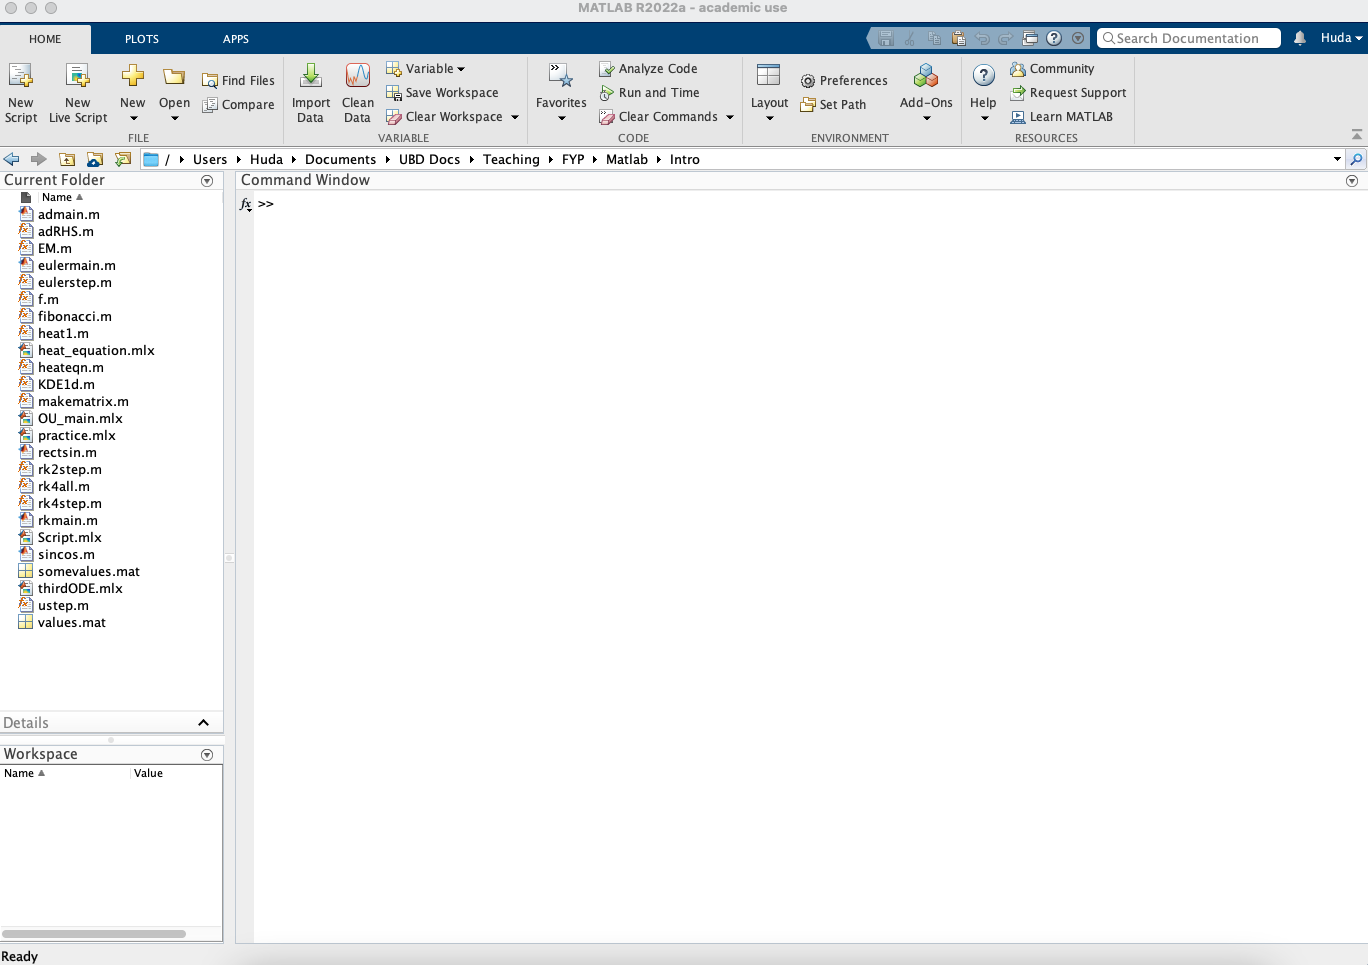 MATLAB R2022a - academic use
HOME PLOTS APPS Search Documentation Huda
New Script New Live Script New Open Find Files Compare
FILE
Import Data Clean Data Variable Save Workspace Clear Workspace
VARIABLE
Favorites Analyze Code Run and Time Clear Commands
CODE
Layout Preferences Set Path Add-Ons
ENVIRONMENT
Help Community Request Support Learn MATLAB
RESOURCES
/ Users Huda Documents UBD Docs Teaching FYP Matlab Intro
Current Folder
Name
admain.m
adRHS.m
EM.m
eulermain.m
eulerstep.m
f.m
fibonacci.m
heat1.m
heat_equation.mlx
heateqn.m
KDE1d.m
makematrix.m
OU_main.mlx
practice.mlx
rectsin.m
rk2step.m
rk4all.m
rk4step.m
rkmain.m
Script.mlx
sincos.m
somevalues.mat
thirdODE.mlx
ustep.m
values.mat
Details
Workspace
Name Value
Command Window
fx >>
Ready